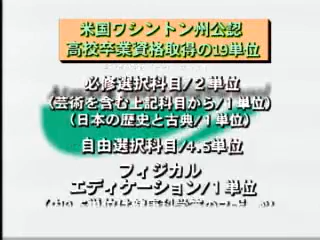 米国ワシントン州公認
高校卒業資格取得の19単位
必修選択科目/2単位
(芸術を含む上記科目から/1単位)
(日本の歴史と古典/1単位)
自由選択科目/4.5単位
フィジカル
エディケーション/1単位